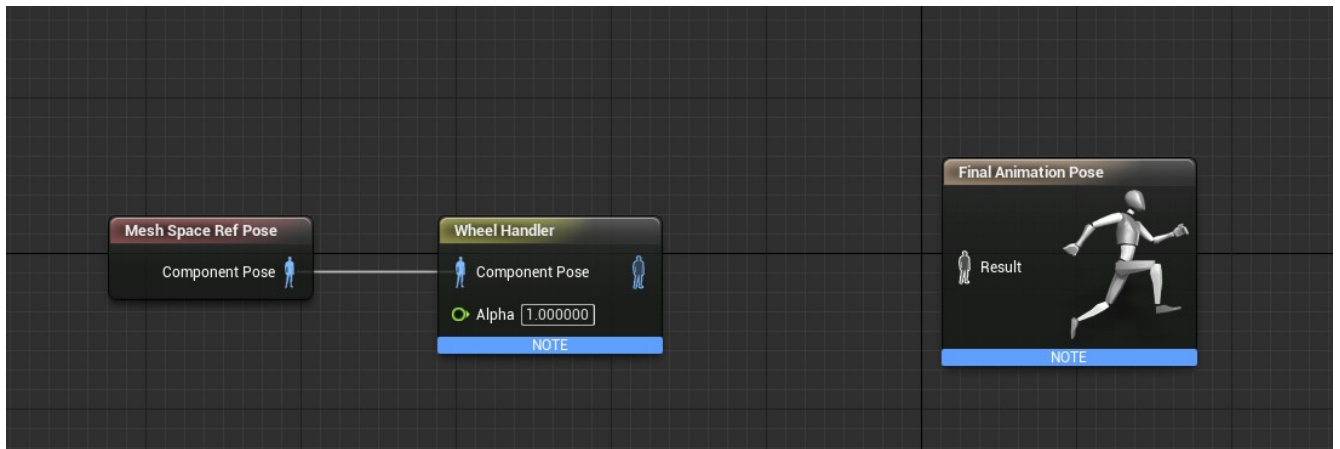 Mesh Space Ref Pose
Component Pose
Wheel Handler
Component Pose
Alpha 1.000000
NOTE
Final Animation Pose
Result
NOTE